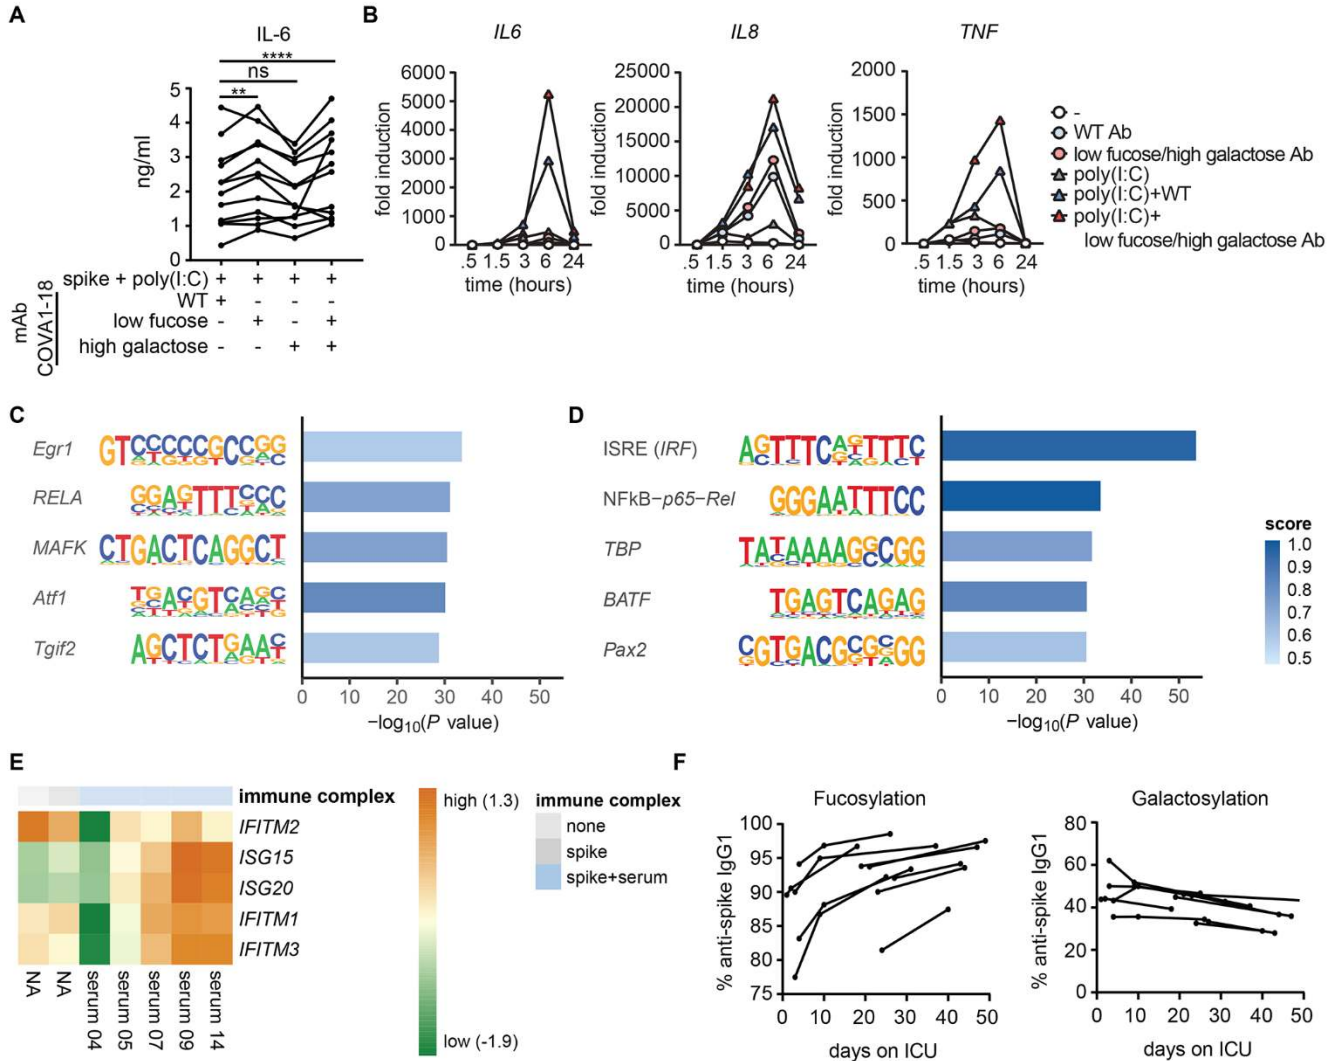 A
IL-6
****
ns
**
ng/ml
5
4
3
2
1
0
spike + poly(I:C) + + + +
WT + - - -
low fucose - + - +
high galactose - - + +
mAb
COVA1-18
B
IL6
fold induction
6000
5000
4000
3000
2000
1000
0
.5 1.5 3 6 24
time (hours)
IL8
fold induction
25000
20000
15000
10000
5000
0
.5 1.5 3 6 24
time (hours)
TNF
fold induction
2000
1500
1000
500
0
.5 1.5 3 6 24
time (hours)
-
WT Ab
low fucose/high galactose Ab
poly(I:C)
poly(I:C)+WT
poly(I:C)+
low fucose/high galactose Ab
C
Egr1
RELA
MAFK
Atf1
Tgif2
GTCCCCCGCCGG
GGAGTTTCCC
CTGACTCAGGCT
TGACGTCAGC
AGCTCTGAAC
0 10 20 30 40 50
−log10(P value)
D
ISRE (IRF)
NFkB−p65−Rel
TBP
BATF
Pax2
AGTTTCAGTTTC
GGGAATTTCC
TATAAAAGGCGG
TGAGTCAGAG
CGTGACGCGCGG
0 10 20 30 40 50
−log10(P value)
score
1.0
0.9
0.8
0.7
0.6
0.5
E
immune complex
IFITM2
ISG15
ISG20
IFITM1
IFITM3
NA
NA
serum 04
serum 05
serum 07
serum 09
serum 14
high (1.3)
low (-1.9)
immune complex
none
spike
spike+serum
F
Fucosylation
% anti-spike IgG1
100
95
90
85
80
75
0 10 20 30 40 50
days on ICU
Galactosylation
% anti-spike IgG1
80
60
40
20
0
0 10 20 30 40 50
days on ICU